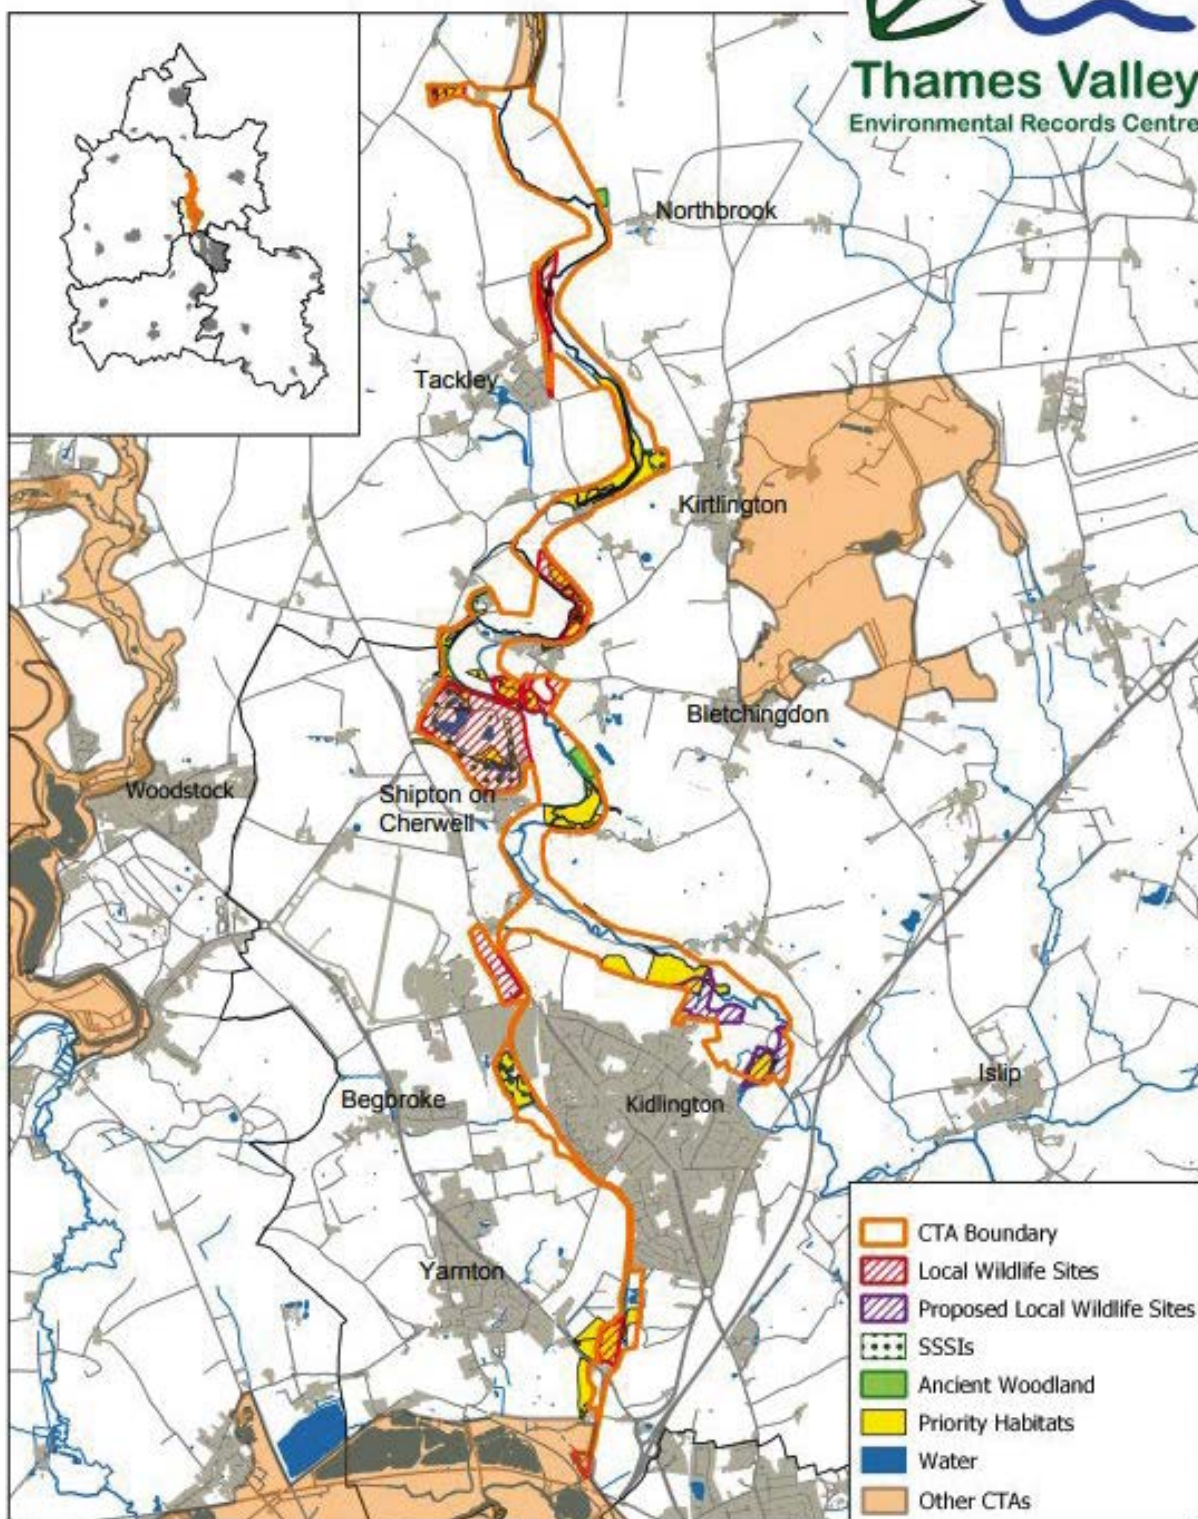 Thames Valley
Environmental Records Centre
Northbrook
Tackley
Kirtlington
Bletchingdon
Woodstock
Shipton on
Cherwell
Begbroke
Kidlington
Islip
Yarnton
CTA Boundary
Local Wildlife Sites
Proposed Local Wildlife Sites
SSSIs
Ancient Woodland
Priority Habitats
Water
Other CTAs